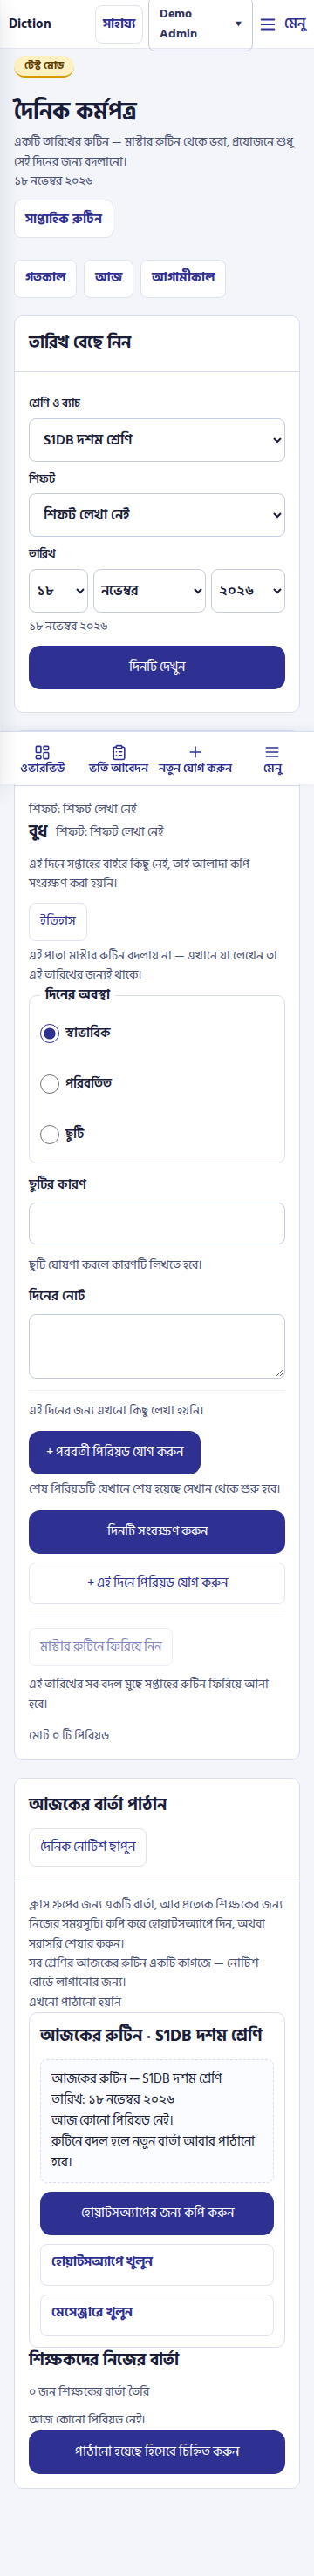 Diction
সাহায্য
Demo
Admin
মেনু
টেস্ট মোড
দৈনিক কর্মপত্র
একটি তারিখের রুটিন — মাস্টার রুটিন থেকে ভরা, প্রয়োজনে শুধু
সেই দিনের জন্য বদলানো।
১৮ নভেম্বর ২০২৬
সাপ্তাহিক রুটিন
গতকাল
আজ
আগামীকাল
তারিখ বেছে নিন
শ্রেণি ও ব্যাচ
S1DB দশম শ্রেণি
শিফট
শিফট লেখা নেই
তারিখ
১৮
নভেম্বর
২০২৬
১৮ নভেম্বর ২০২৬
দিনটি দেখুন
ওভারভিউ
ভর্তি আবেদন
নতুন যোগ করুন
মেনু
শিফট: শিফট লেখা নেই
বুধ শিফট: শিফট লেখা নেই
এই দিনে সপ্তাহের বাইরে কিছু নেই, তাই আলাদা কপি
সংরক্ষণ করা হয়নি।
ইতিহাস
এই পাতা মাস্টার রুটিন বদলায় না — এখানে যা লেখেন তা
এই তারিখের জন্যই থাকে।
দিনের অবস্থা
স্বাভাবিক
পরিবর্তিত
ছুটি
ছুটির কারণ
ছুটি ঘোষণা করলে কারণটি লিখতে হবে।
দিনের নোট
এই দিনের জন্য এখনো কিছু লেখা হয়নি।
+ পরবর্তী পিরিয়ড যোগ করুন
শেষ পিরিয়ডটি যেখানে শেষ হয়েছে সেখান থেকে শুরু হবে।
দিনটি সংরক্ষণ করুন
+ এই দিনে পিরিয়ড যোগ করুন
মাস্টার রুটিনে ফিরিয়ে নিন
এই তারিখের সব বদল মুছে সপ্তাহের রুটিন ফিরিয়ে আনা
হবে।
মোট ০ টি পিরিয়ড
আজকের বার্তা পাঠান
দৈনিক নোটিশ ছাপুন
ক্লাস গ্রুপের জন্য একটি বার্তা, আর প্রত্যেক শিক্ষকের জন্য
নিজের সময়সূচি। কপি করে হোয়াটসঅ্যাপে দিন, অথবা
সরাসরি শেয়ার করুন।
সব শ্রেণির আজকের রুটিন একটি কাগজে — নোটিশ
বোর্ডে লাগানোর জন্য।
এখনো পাঠানো হয়নি
আজকের রুটিন · S1DB দশম শ্রেণি
আজকের রুটিন — S1DB দশম শ্রেণি
তারিখ: ১৮ নভেম্বর ২০২৬
আজ কোনো পিরিয়ড নেই।
রুটিনে বদল হলে নতুন বার্তা আবার পাঠানো
হবে।
হোয়াটসঅ্যাপের জন্য কপি করুন
হোয়াটসঅ্যাপে খুলুন
মেসেঞ্জারে খুলুন
শিক্ষকদের নিজের বার্তা
০ জন শিক্ষকের বার্তা তৈরি
আজ কোনো পিরিয়ড নেই।
পাঠানো হয়েছে হিসেবে চিহ্নিত করুন